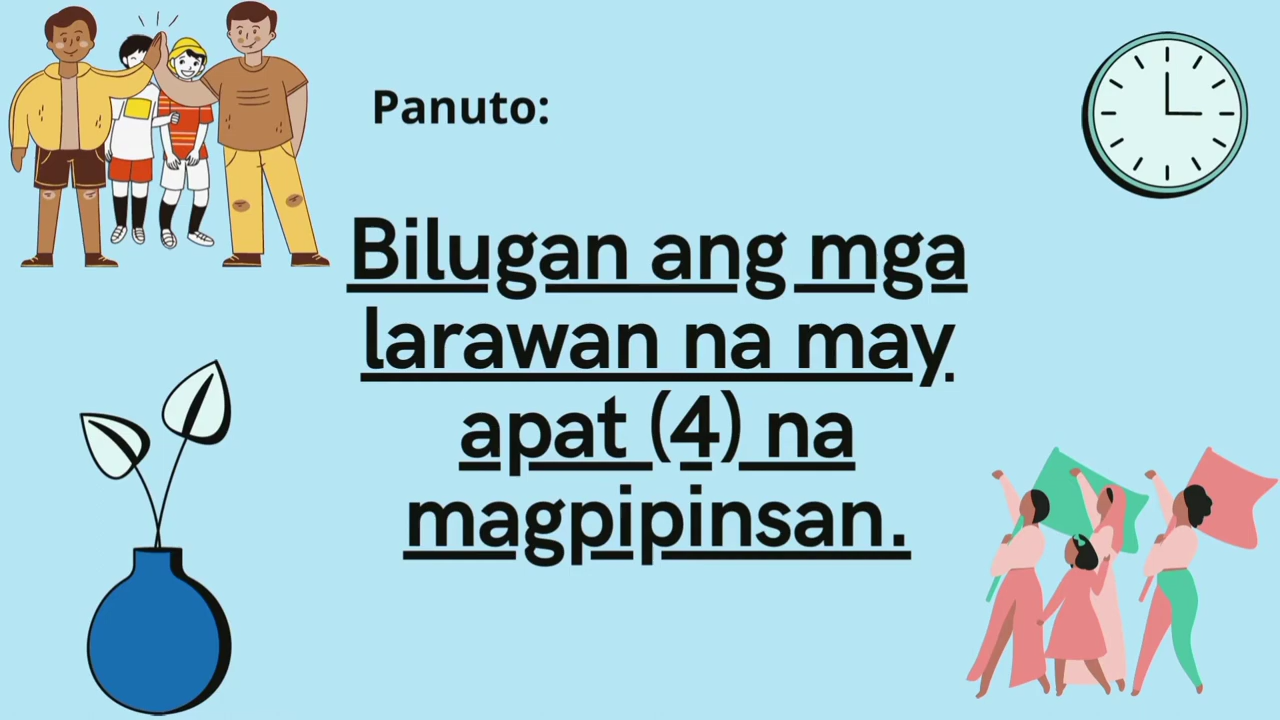 Panuto:
Bilugan ang mga
larawan na may
apat (4) na
magpipinsan.